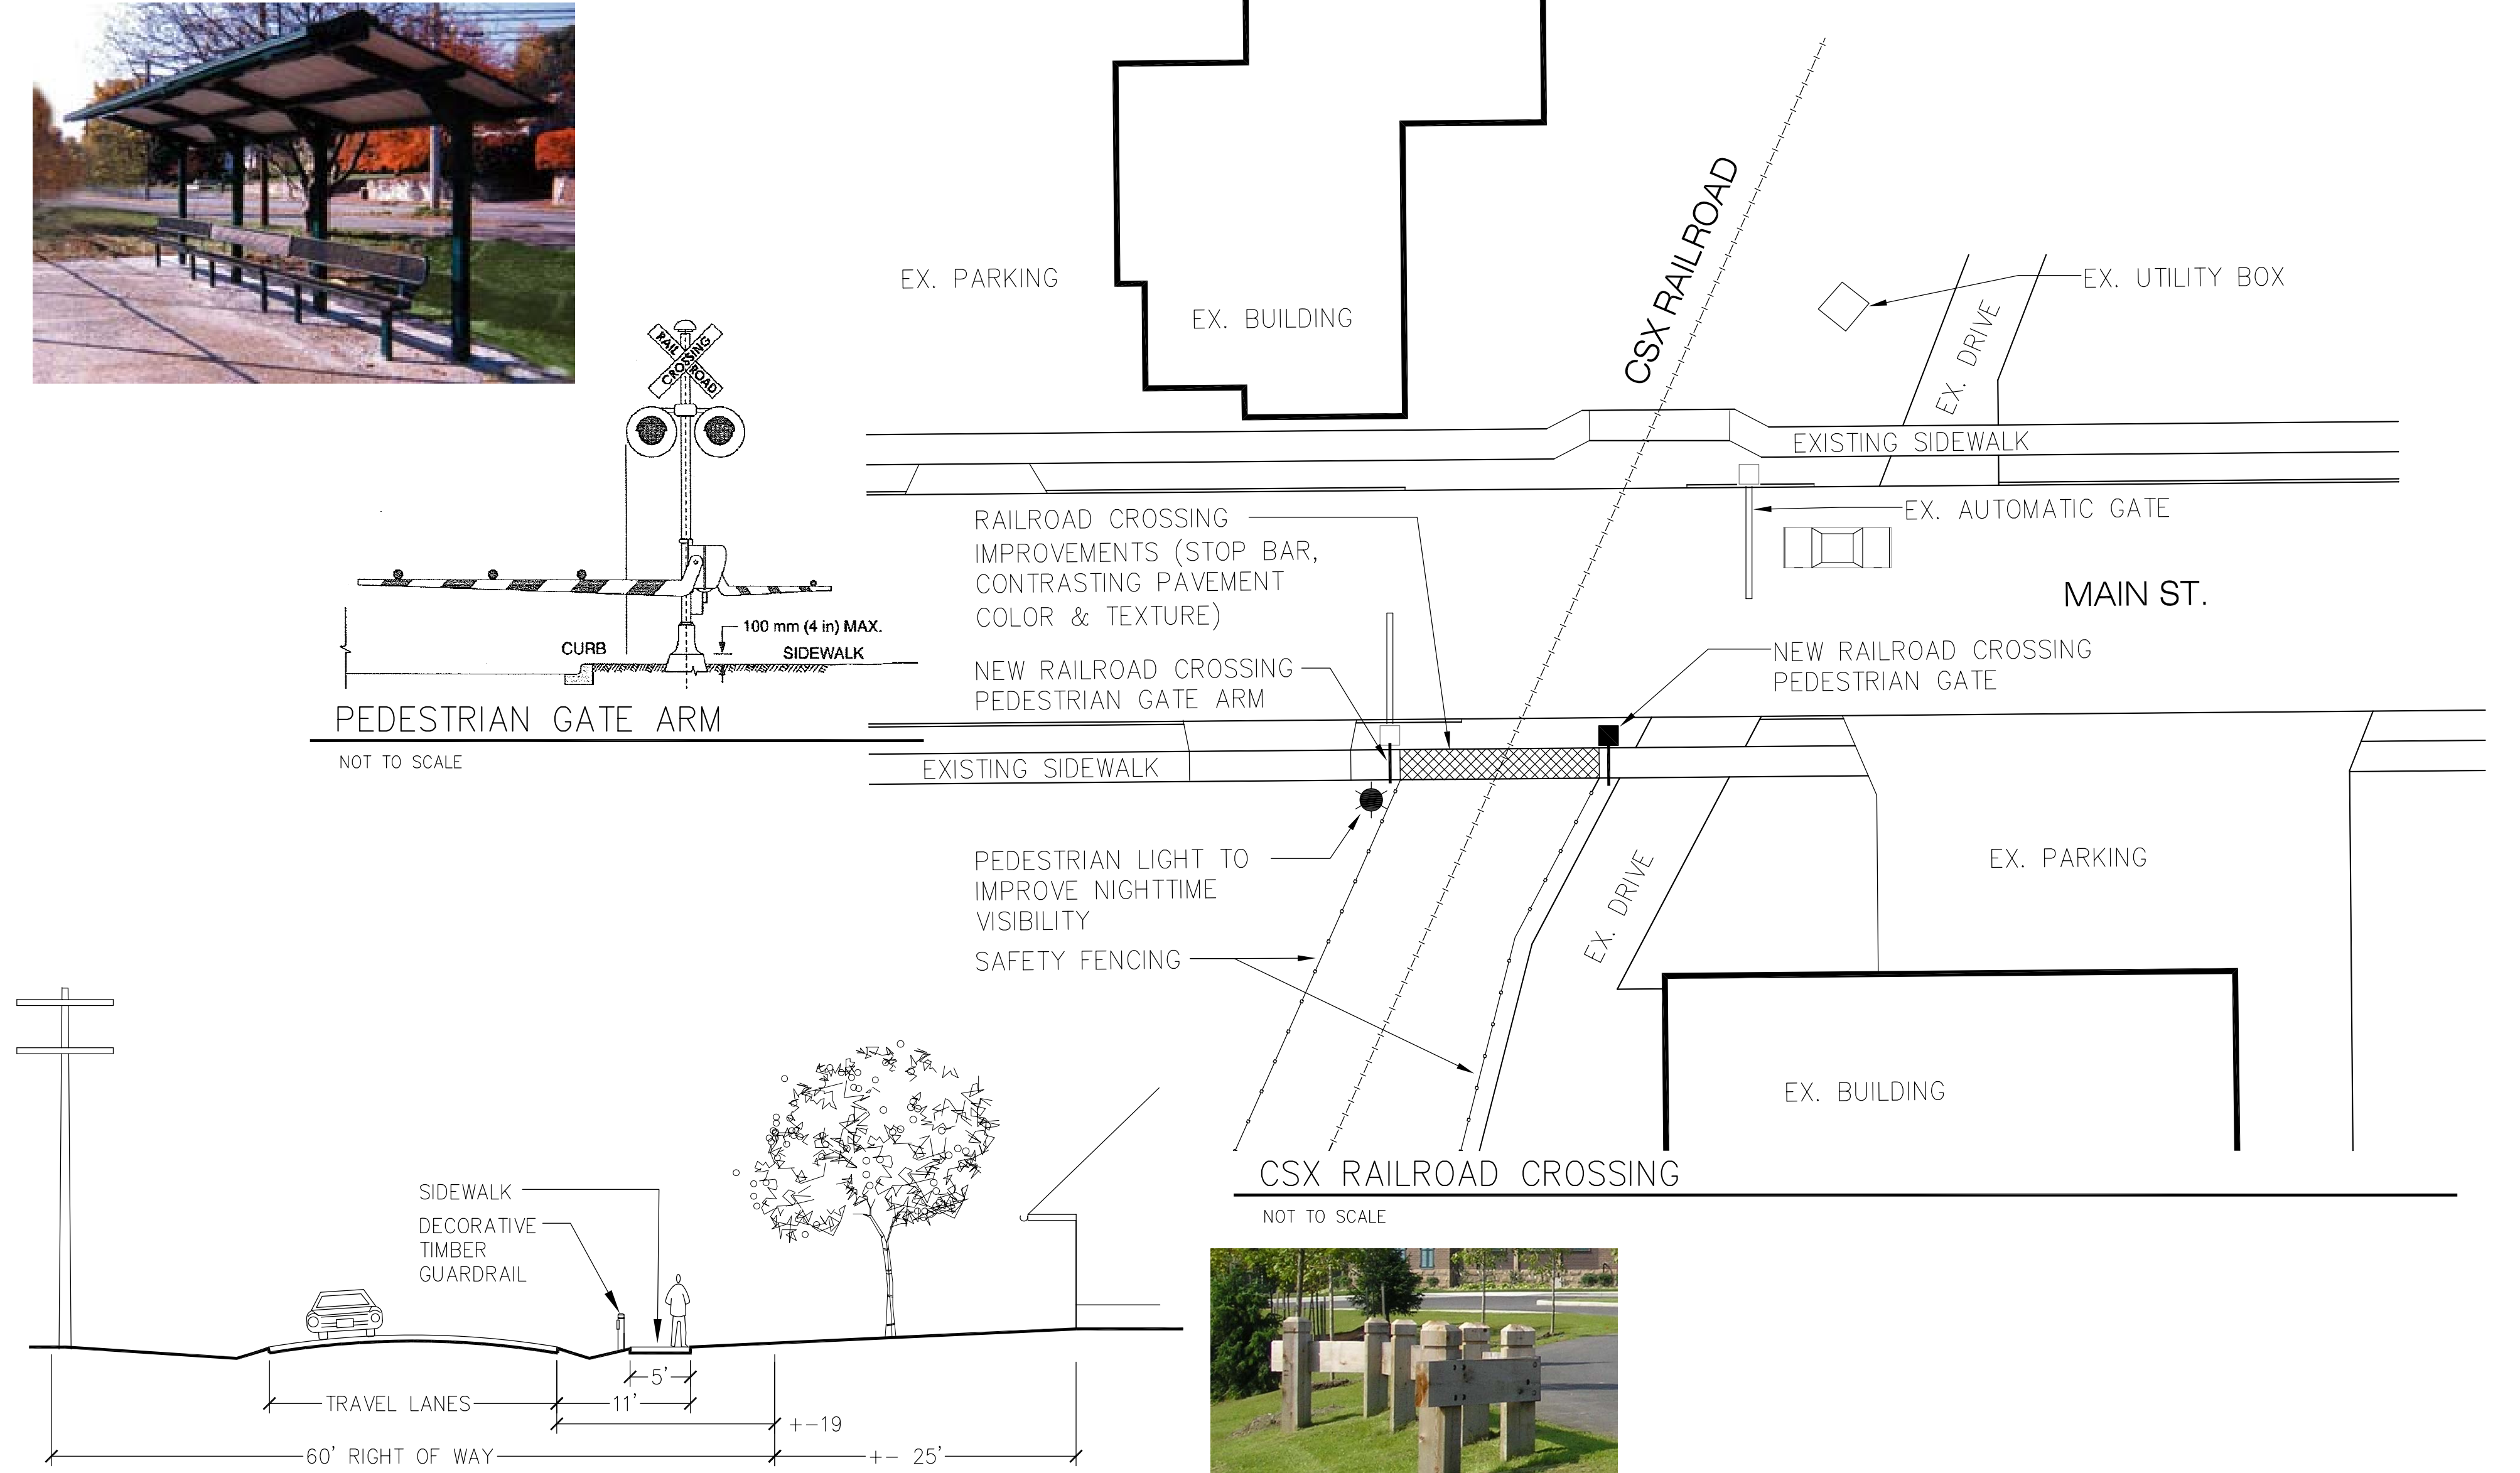 RAIL
CROSSING
ROAD
100 mm (4 in) MAX.
CURB
SIDEWALK
PEDESTRIAN GATE ARM
NOT TO SCALE
EX. PARKING
EX. BUILDING
CSX RAILROAD
EX. UTILITY BOX
EX. DRIVE
EXISTING SIDEWALK
EX. AUTOMATIC GATE
MAIN ST.
RAILROAD CROSSING
IMPROVEMENTS (STOP BAR,
CONTRASTING PAVEMENT
COLOR & TEXTURE)
NEW RAILROAD CROSSING
PEDESTRIAN GATE ARM
NEW RAILROAD CROSSING
PEDESTRIAN GATE
EXISTING SIDEWALK
PEDESTRIAN LIGHT TO
IMPROVE NIGHTTIME
VISIBILITY
SAFETY FENCING
EX. DRIVE
EX. PARKING
EX. BUILDING
CSX RAILROAD CROSSING
NOT TO SCALE
SIDEWALK
DECORATIVE
TIMBER
GUARDRAIL
5'
TRAVEL LANES
11'
+-19
60' RIGHT OF WAY
+- 25'